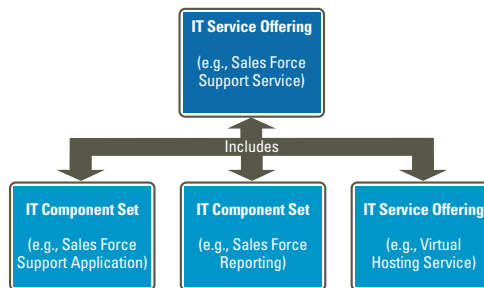 IT Service Offering
(e.g., Sales Force
Support Service)
Includes
IT Component Set
(e.g., Sales Force
Support Application)
IT Component Set
(e.g., Sales Force
Reporting)
IT Service Offering
(e.g., Virtual
Hosting Service)